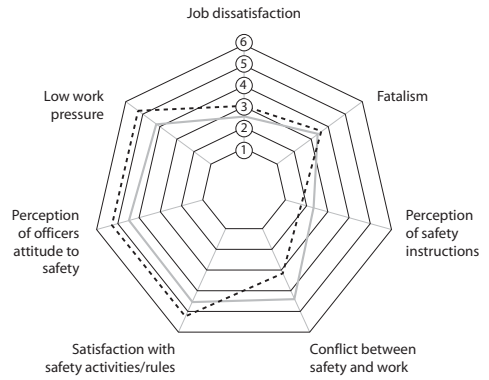 Job dissatisfaction
6
5
4
3
2
1
Low work
pressure
Fatalism
Perception
of officers
attitude to
safety
Perception
of safety
instructions
Satisfaction with
safety activities/rules
Conflict between
safety and work